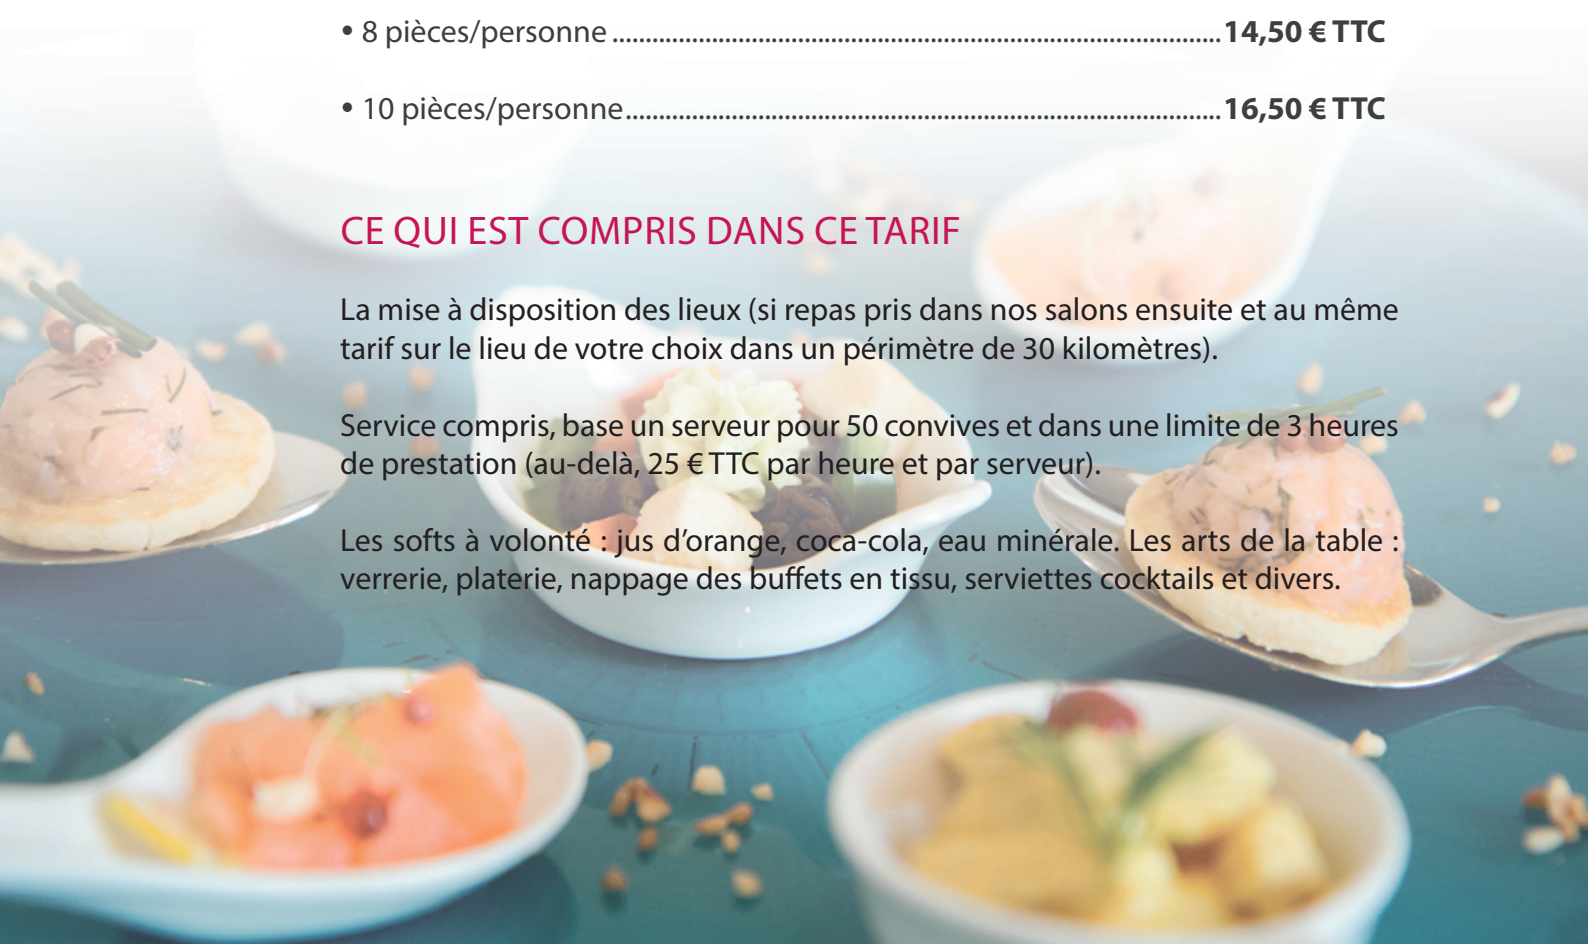 • 8 pièces/personne ............................................................................................ 14,50 € TTC
• 10 pièces/personne .......................................................................................... 16,50 € TTC
CE QUI EST COMPRIS DANS CE TARIF
La mise à disposition des lieux (si repas pris dans nos salons ensuite et au même
tarif sur le lieu de votre choix dans un périmètre de 30 kilomètres).
Service compris, base un serveur pour 50 convives et dans une limite de 3 heures
de prestation (au-delà, 25 € TTC par heure et par serveur).
Les softs à volonté : jus d’orange, coca-cola, eau minérale. Les arts de la table :
verrerie, platerie, nappage des buffets en tissu, serviettes cocktails et divers.